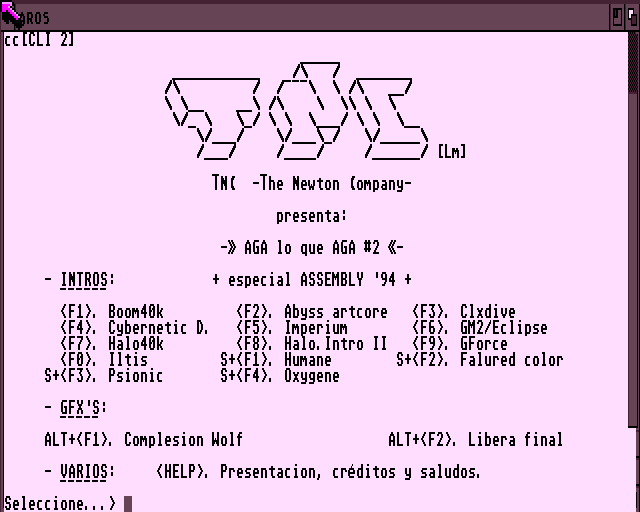 cc[CLI 2]
[Lm]
TNC -The Newton Company-
presenta:
-» AGA lo que AGA #2 «-
- INTROS: + especial ASSEMBLY '94 +
<F1>. Boom40k <F2>. Abyss artcore <F3>. Clxdive
<F4>. Cybernetic D. <F5>. Imperium <F6>. GM2/Eclipse
<F7>. Halo40k <F8>. Halo.Intro II <F9>. GForce
<F0>. Iltis S+<F1>. Humane S+<F2>. Falured color
S+<F3>. Psionic S+<F4>. Oxygene
- GFX'S:
ALT+<F1>. Complesion Wolf ALT+<F2>. Libera final
- VARIOS: <HELP>. Presentacion, créditos y saludos.
Seleccione...>